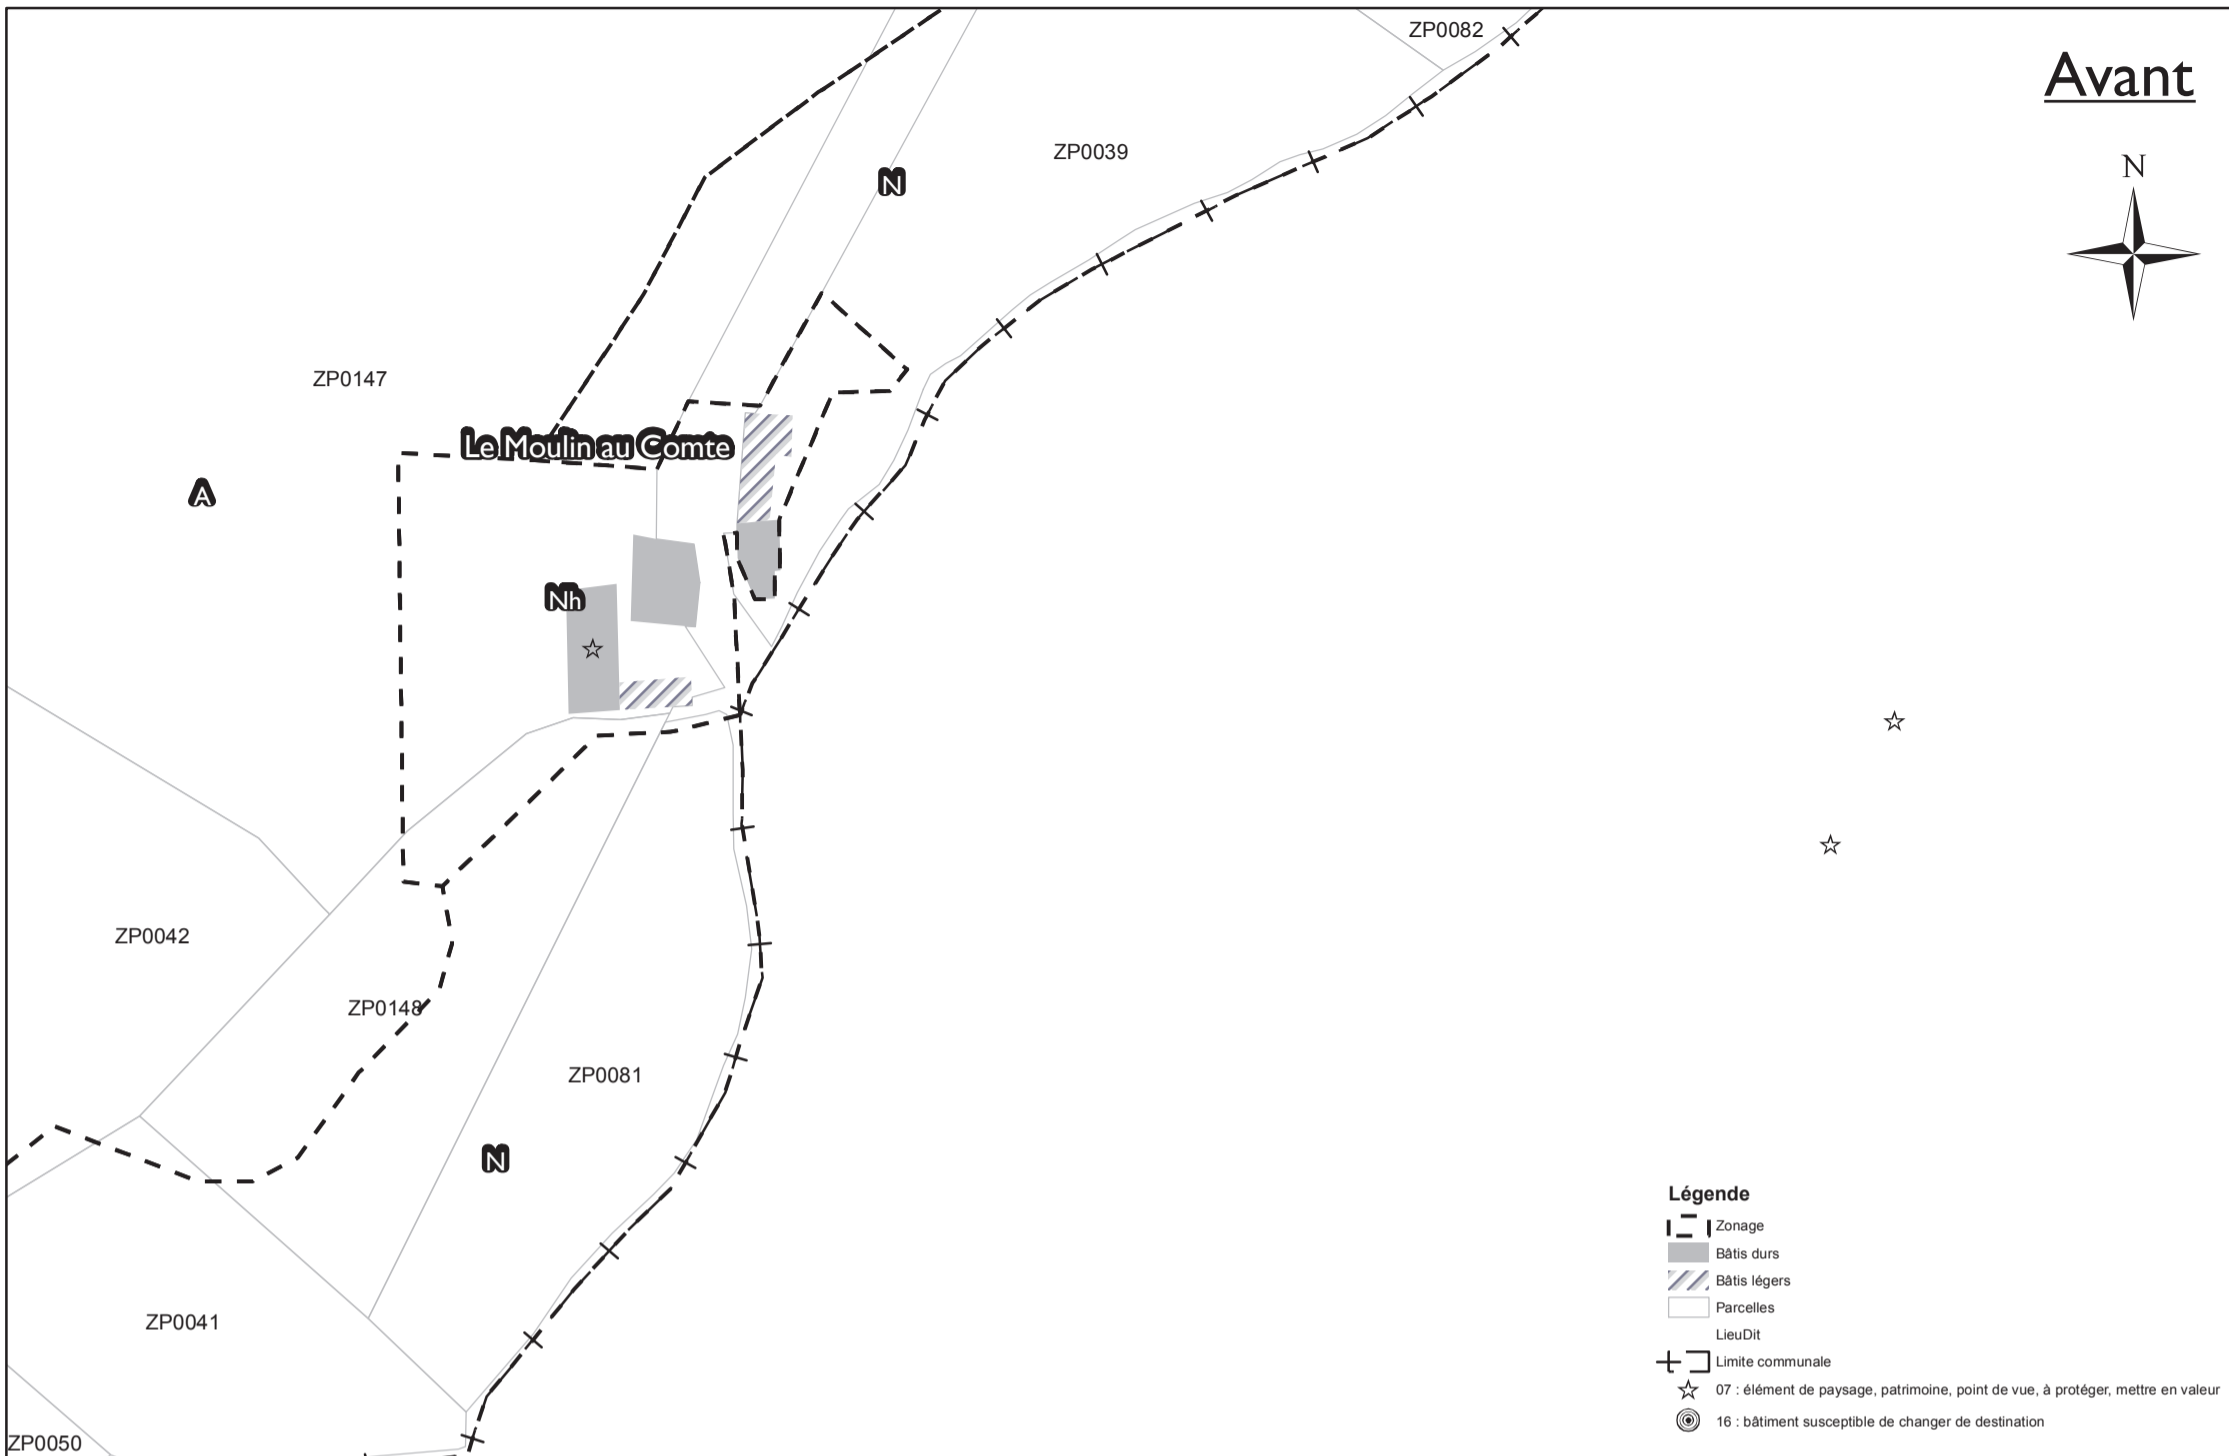 ZP0082
Avant
N
ZP0039
N
ZP0147
Le Moulin au Comte
A
Nh
ZP0042
ZP0148
ZP0081
N
ZP0041
ZP0050
Légende
Zonage
Bâtis durs
Bâtis légers
Parcelles
LieuDit
Limite communale
07 : élément de paysage, patrimoine, point de vue, à protéger, mettre en valeur
16 : bâtiment susceptible de changer de destination